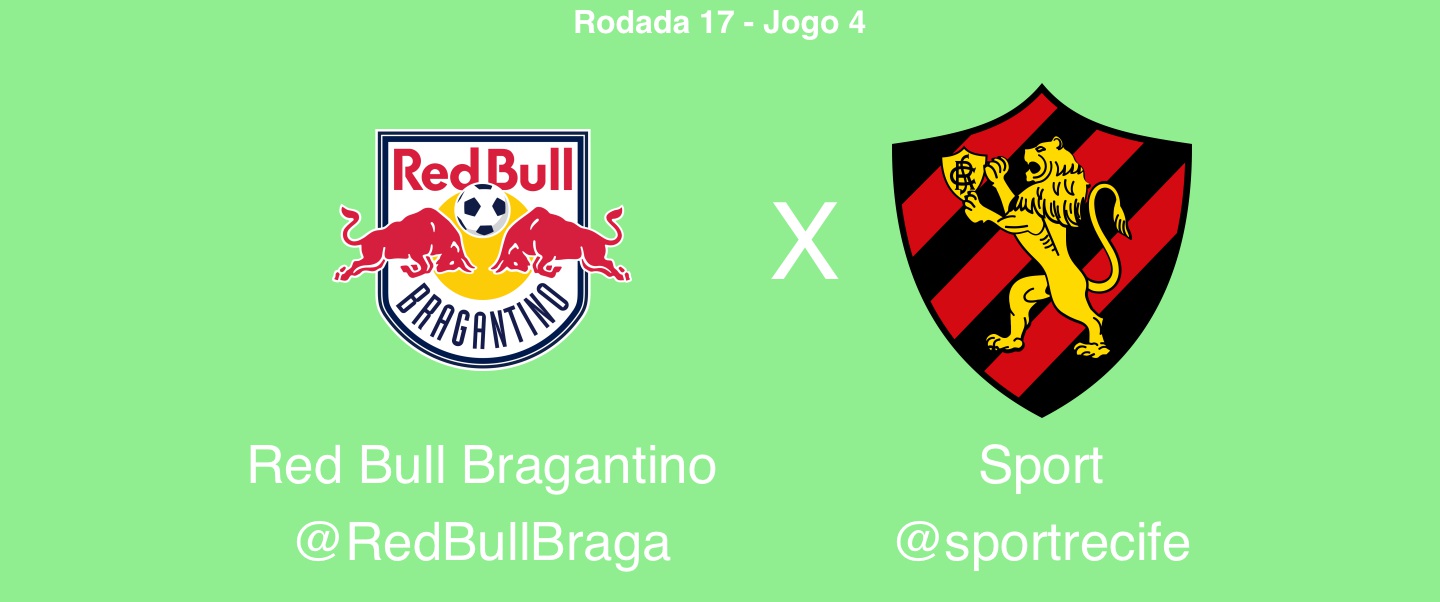 Rodada 17 - Jogo 4
Red Bull
BRAGANTINO
X
Red Bull Bragantino
Sport
@RedBullBraga
@sportrecife